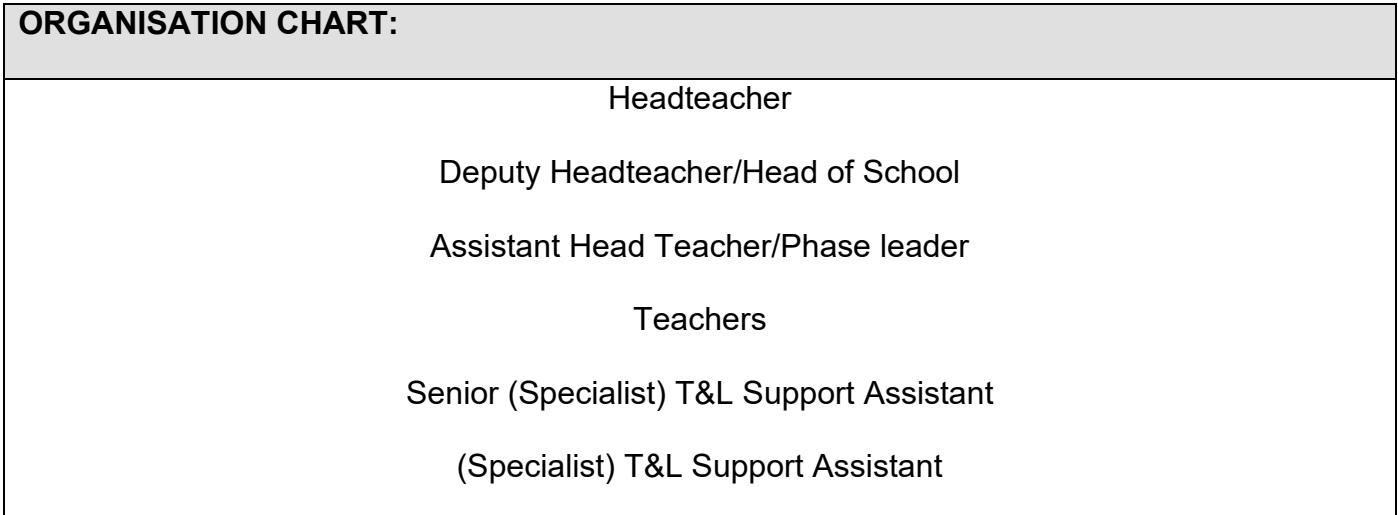 ORGANISATION CHART:
Headteacher
Deputy Headteacher/Head of School
Assistant Head Teacher/Phase leader
Teachers
Senior (Specialist) T&L Support Assistant
(Specialist) T&L Support Assistant